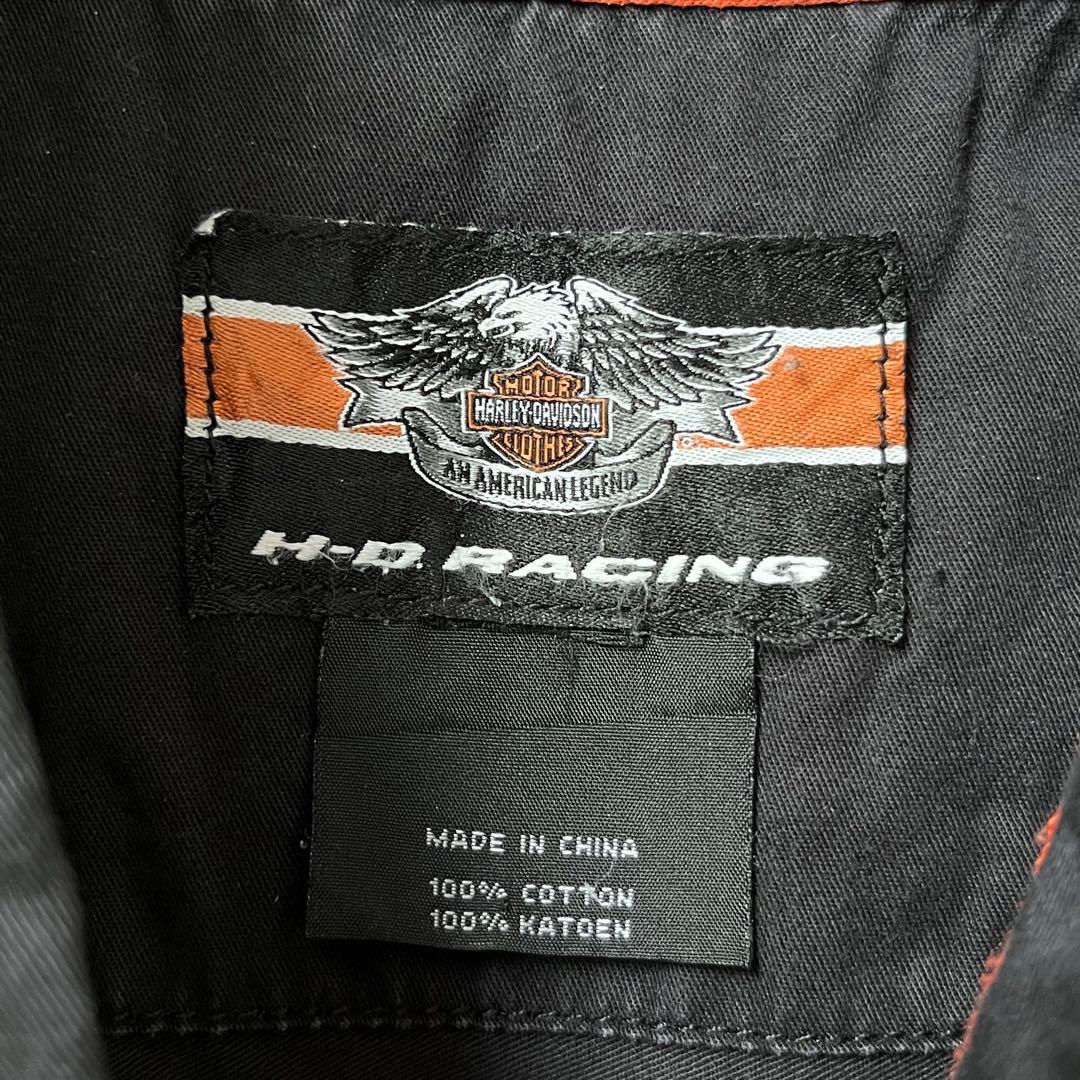 MOTOR
HARLEY-DAVIDSON
CLOTHES
AN AMERICAN LEGEND
H-D RACING
MADE IN CHINA
100% COTTON
100% KATOEN